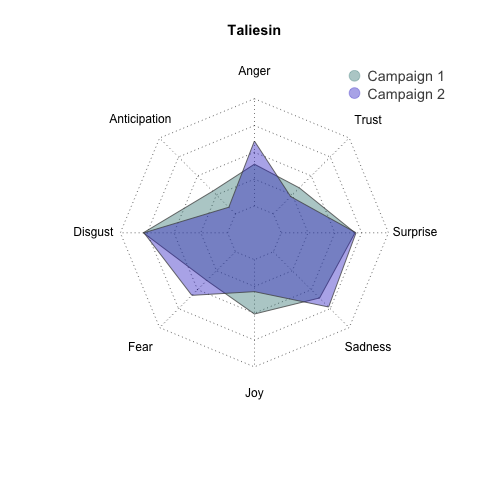 Taliesin
Anger
Campaign 1
Campaign 2
Anticipation
Trust
Disgust
Surprise
Fear
Sadness
Joy